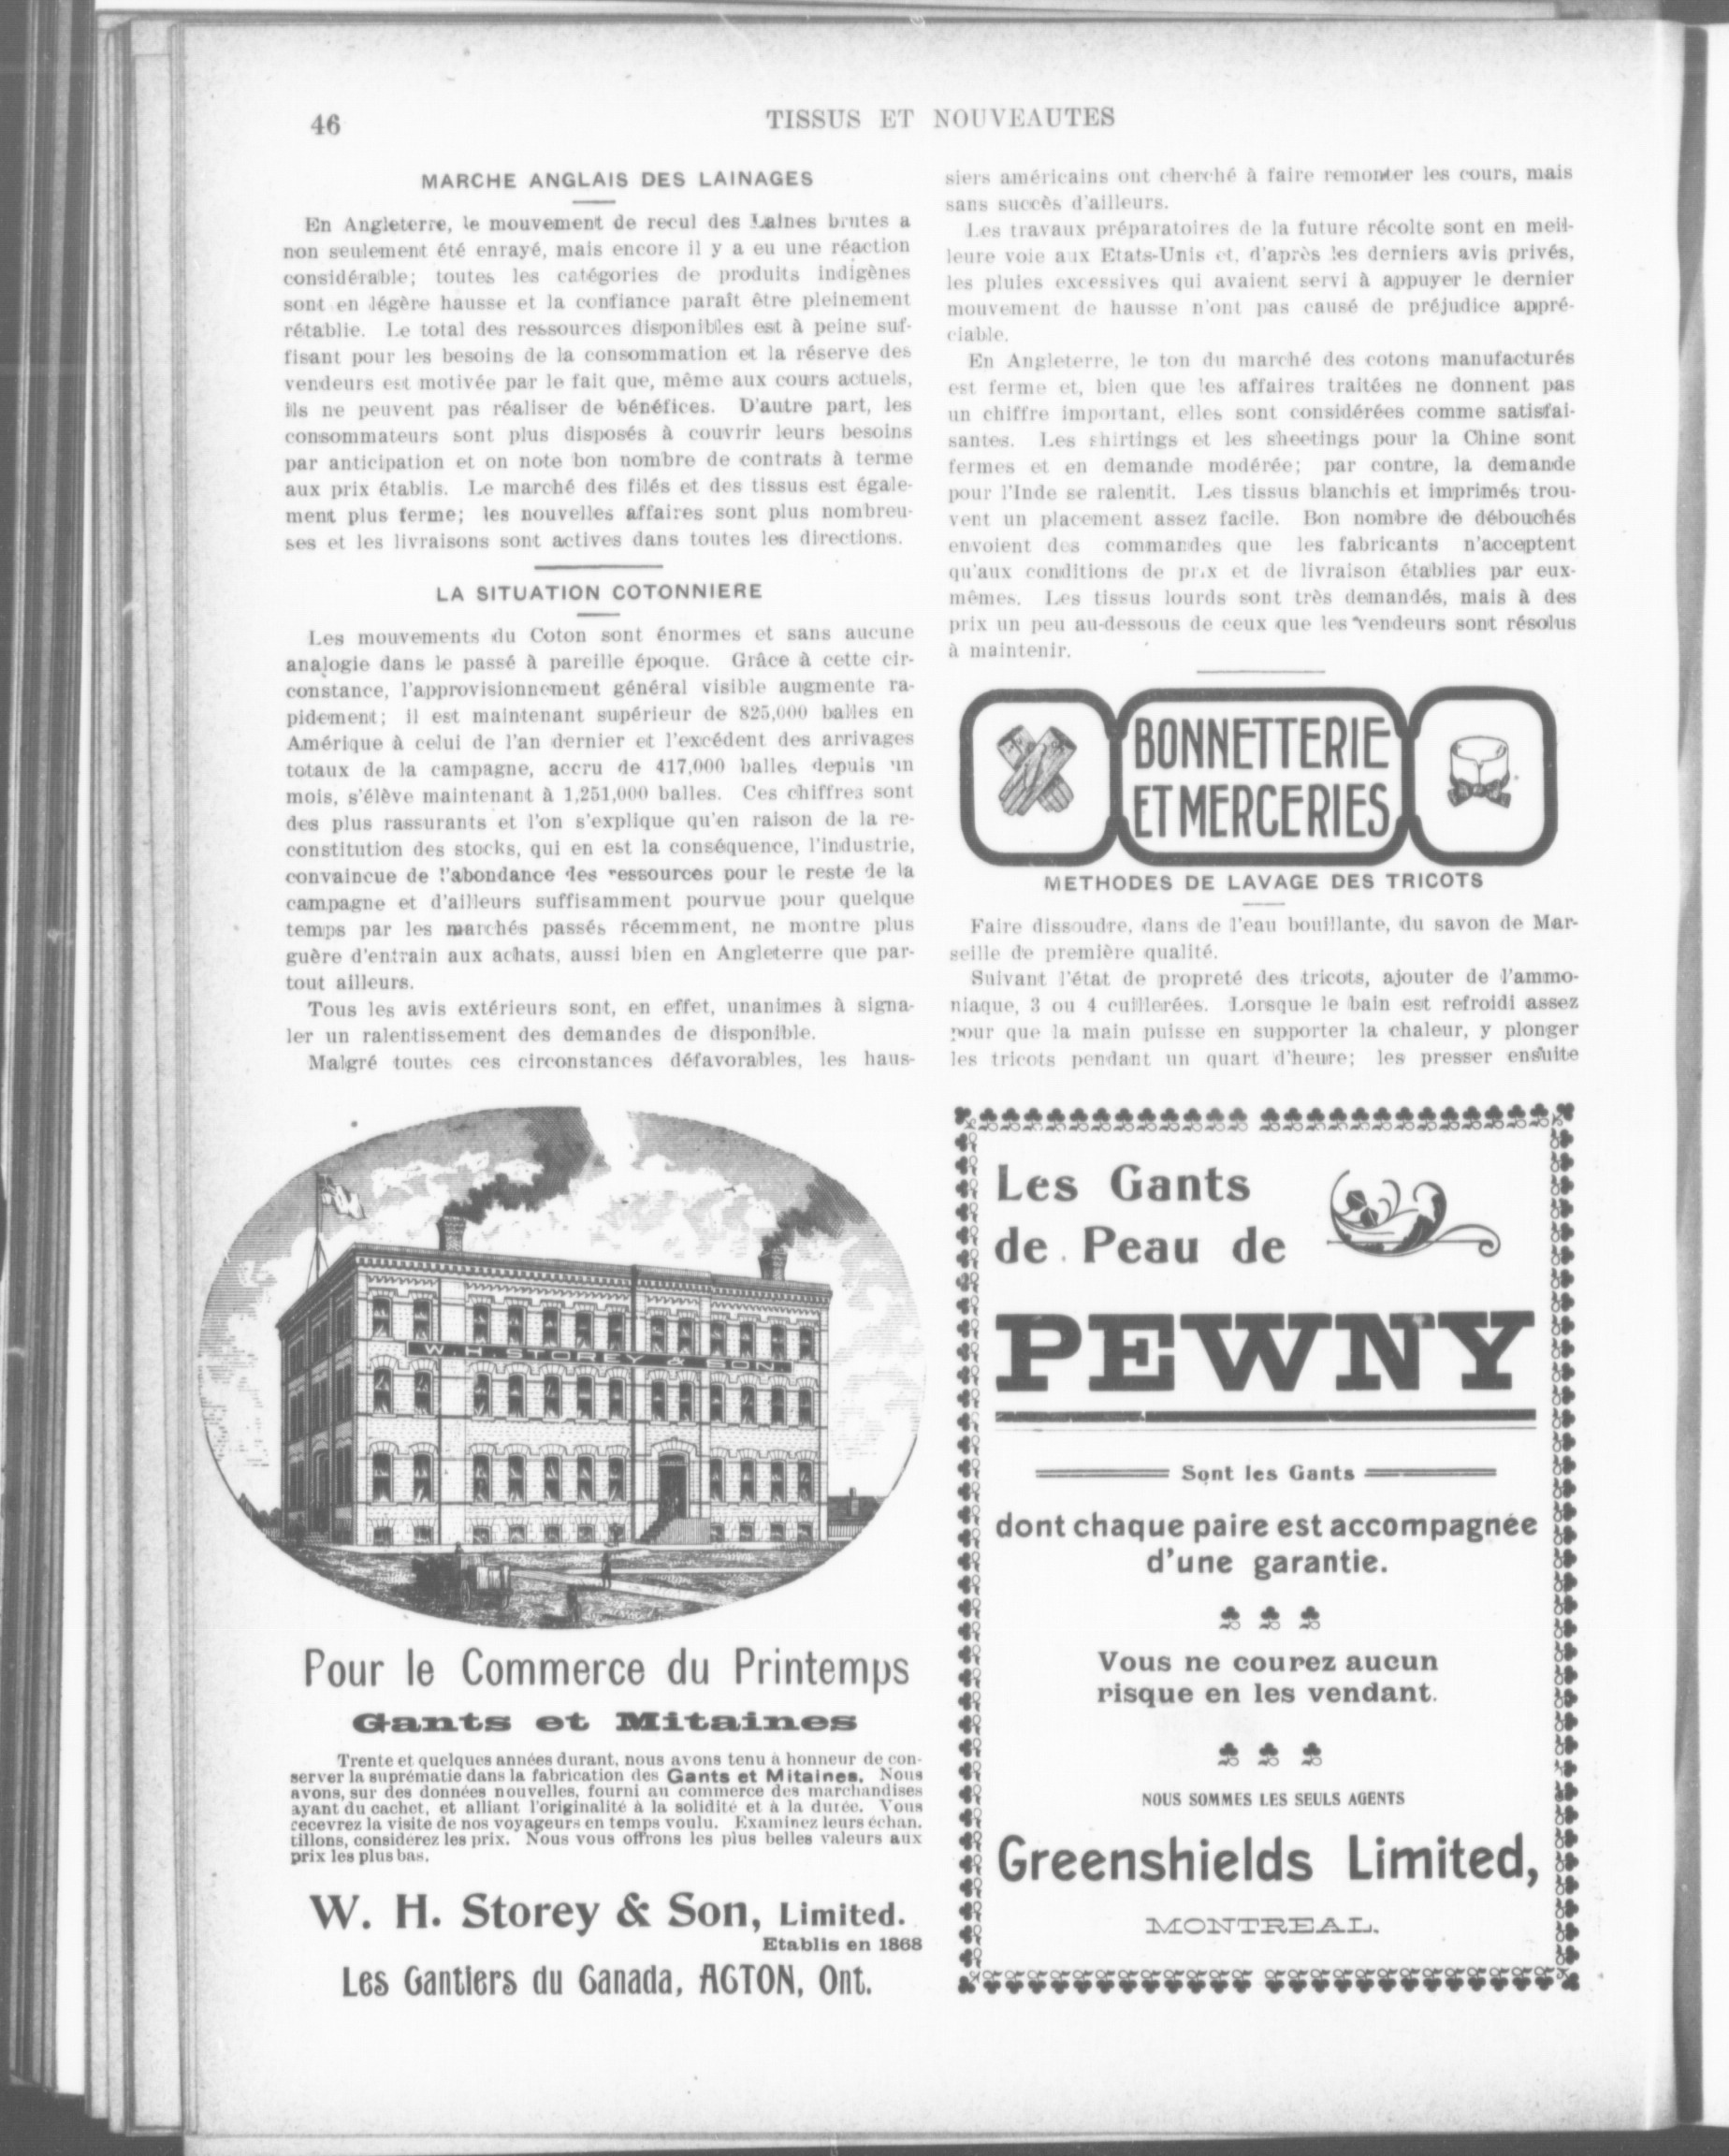 46
TISSUS ET NOUVEAUTES
MARCHE ANGLAIS DES LAINAGES
En Angleterre, le mouvement de recul des Laines brutes a
non seulement été enrayé, mais encore il y a eu une réaction
considérable; toutes les catégories de produits indigènes
sont en légère hausse et la confiance paraît être pleinement
rétablie. Le total des ressources disponibles est à peine suf-
fisant pour les besoins de la consommation et la réserve des
vendeurs est motivée par le fait que, même aux cours actuels,
ils ne peuvent pas réaliser de bénéfices. D'autre part, les
consommateurs sont plus disposés à couvrir leurs besoins
par anticipation et on note bon nombre de contrats à terme
aux prix établis. Le marché des filés et des tissus est égale-
ment plus ferme; les nouvelles affaires sont plus nombreu-
ses et les livraisons sont actives dans toutes les directions.
LA SITUATION COTONNIERE
Les mouvements du Coton sont énormes et sans aucune
analogie dans le passé à pareille époque. Grâce à cette cir-
constance, l'approvisionnement général visible augmente ra-
pidement; il est maintenant supérieur de 825,000 balles en
Amérique à celui de l'an dernier et l'excédent des arrivages
totaux de la campagne, accru de 417,000 balles depuis un
mois, s'élève maintenant à 1,251,000 balles. Ces chiffres sont
des plus rassurants et l'on s'explique qu'en raison de la re-
constitution des stocks, qui en est la conséquence, l'industrie,
convaincue de l'abondance des ressources pour le reste de la
campagne et d'ailleurs suffisamment pourvue pour quelque
temps par les marchés passés récemment, ne montre plus
guère d'entrain aux achats, aussi bien en Angleterre que par-
tout ailleurs.
Tous les avis extérieurs sont, en effet, unanimes à signa-
ler un ralentissement des demandes de disponible.
Malgré toutes ces circonstances défavorables, les haus-
siers américains ont cherché à faire remonter les cours, mais
sans succès d'ailleurs.
Les travaux préparatoires de la future récolte sont en meil-
leure voie aux Etats-Unis et, d'après les derniers avis privés,
les pluies excessives qui avaient servi à appuyer le dernier
mouvement de hausse n'ont pas causé de préjudice appré-
ciable.
En Angleterre, le ton du marché des cotons manufacturés
est ferme et, bien que les affaires traitées ne donnent pas
un chiffre important, elles sont considérées comme satisfai-
santes. Les shirtings et les sheetings pour la Chine sont
fermes et en demande modérée; par contre, la demande
pour l'Inde se ralentit. Les tissus blanchis et imprimés trou-
vent un placement assez facile. Bon nombre de débouchés
envoient des commandes que les fabricants n'acceptent
qu'aux conditions de prix et de livraison établies par eux-
mêmes. Les tissus lourds sont très demandés, mais à des
prix un peu au-dessous de ceux que les vendeurs sont résolus
à maintenir.
BONNETTERIE
ET MERCERIES
METHODES DE LAVAGE DES TRICOTS
Faire dissoudre, dans de l'eau bouillante, du savon de Mar-
seille de première qualité.
Suivant l'état de propreté des tricots, ajouter de l'ammo-
niaque, 3 ou 4 cuillerées. Lorsque le bain est refroidi assez
pour que la main puisse en supporter la chaleur, y plonger
les tricots pendant un quart d'heure; les presser ensuite
W. H. STOREY & SON.
Pour le Commerce du Printemps
Gants et Mitaines
Trente et quelques années durant, nous avons tenu à honneur de con-
server la suprématie dans la fabrication des Gants et Mitaines. Nous
avons, sur des données nouvelles, fourni au commerce des marchandises
ayant du cachet, et alliant l'originalité à la solidité et à la durée. Vous
recevrez la visite de nos voyageurs en temps voulu. Examinez leurs échan.
tillons, considérez les prix. Nous vous offrons les plus belles valeurs aux
prix les plus bas.
W. H. Storey & Son, Limited.
Etablis en 1868
Les Gantiers du Canada, ACTON, Ont.
Les Gants
de Peau de
PEWNY
Sont les Gants
dont chaque paire est accompagnée
d'une garantie.
Vous ne courez aucun
risque en les vendant.
NOUS SOMMES LES SEULS AGENTS
Greenshields Limited,
MONTREAL.